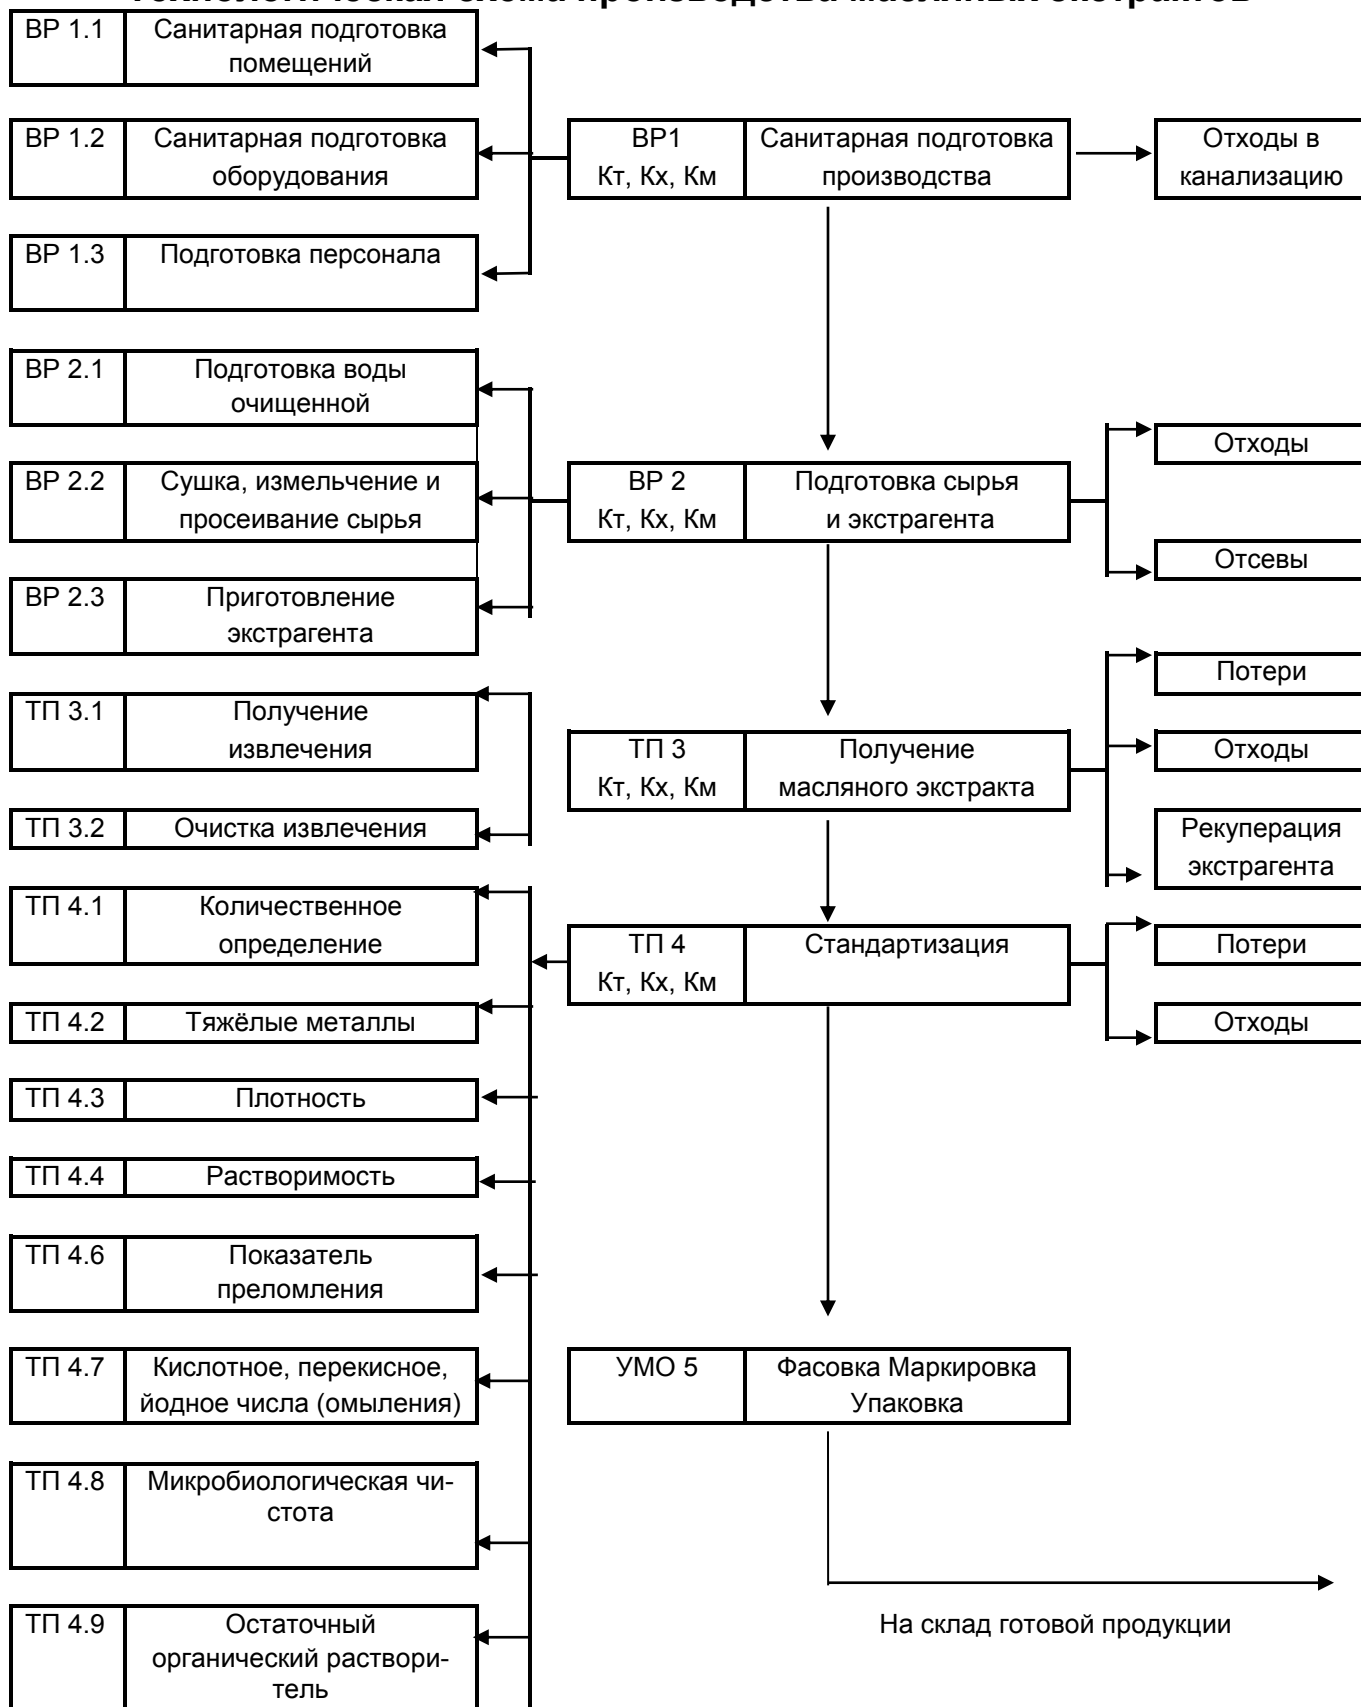 Технологическая схема производства масляных экстрактов
ВР 1.1
Санитарная подготовка
помещений
ВР 1.2
Санитарная подготовка
оборудования
ВР1
Кт, Кх, Км
Санитарная подготовка
производства
Отходы в
канализацию
ВР 1.3
Подготовка персонала
ВР 2.1
Подготовка воды
очищенной
ВР 2.2
Сушка, измельчение и
просеивание сырья
ВР 2
Кт, Кх, Км
Подготовка сырья
и экстрагента
Отходы
Отсевы
ВР 2.3
Приготовление
экстрагента
ТП 3.1
Получение
извлечения
ТП 3
Кт, Кх, Км
Получение
масляного экстракта
Потери
Отходы
Рекуперация
экстрагента
ТП 3.2
Очистка извлечения
ТП 4.1
Количественное
определение
ТП 4
Кт, Кх, Км
Стандартизация
Потери
Отходы
ТП 4.2
Тяжёлые металлы
ТП 4.3
Плотность
ТП 4.4
Растворимость
ТП 4.6
Показатель
преломления
ТП 4.7
Кислотное, перекисное,
йодное числа (омыления)
УМО 5
Фасовка Маркировка
Упаковка
ТП 4.8
Микробиологическая чи-
стота
ТП 4.9
Остаточный
органический раствори-
тель
На склад готовой продукции